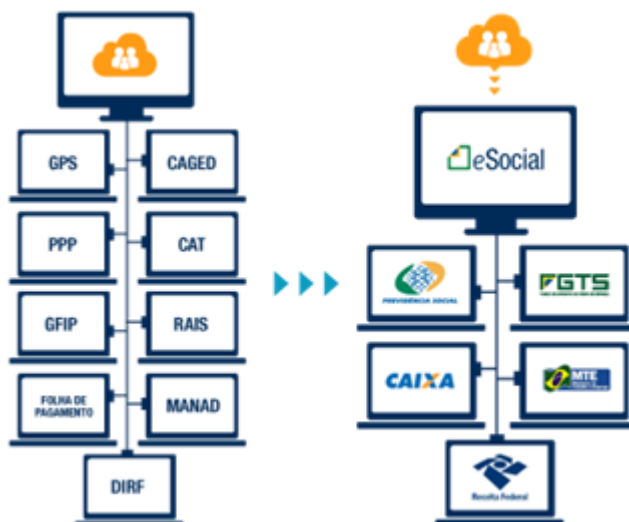 GPS
CAGED
PPP
CAT
GFIP
RAIS
FOLHA DE
PAGAMENTO
MANAD
DIRF
eSocial
PREVIDÊNCIA SOCIAL
FGTS
CAIXA
MTE
Receita Federal